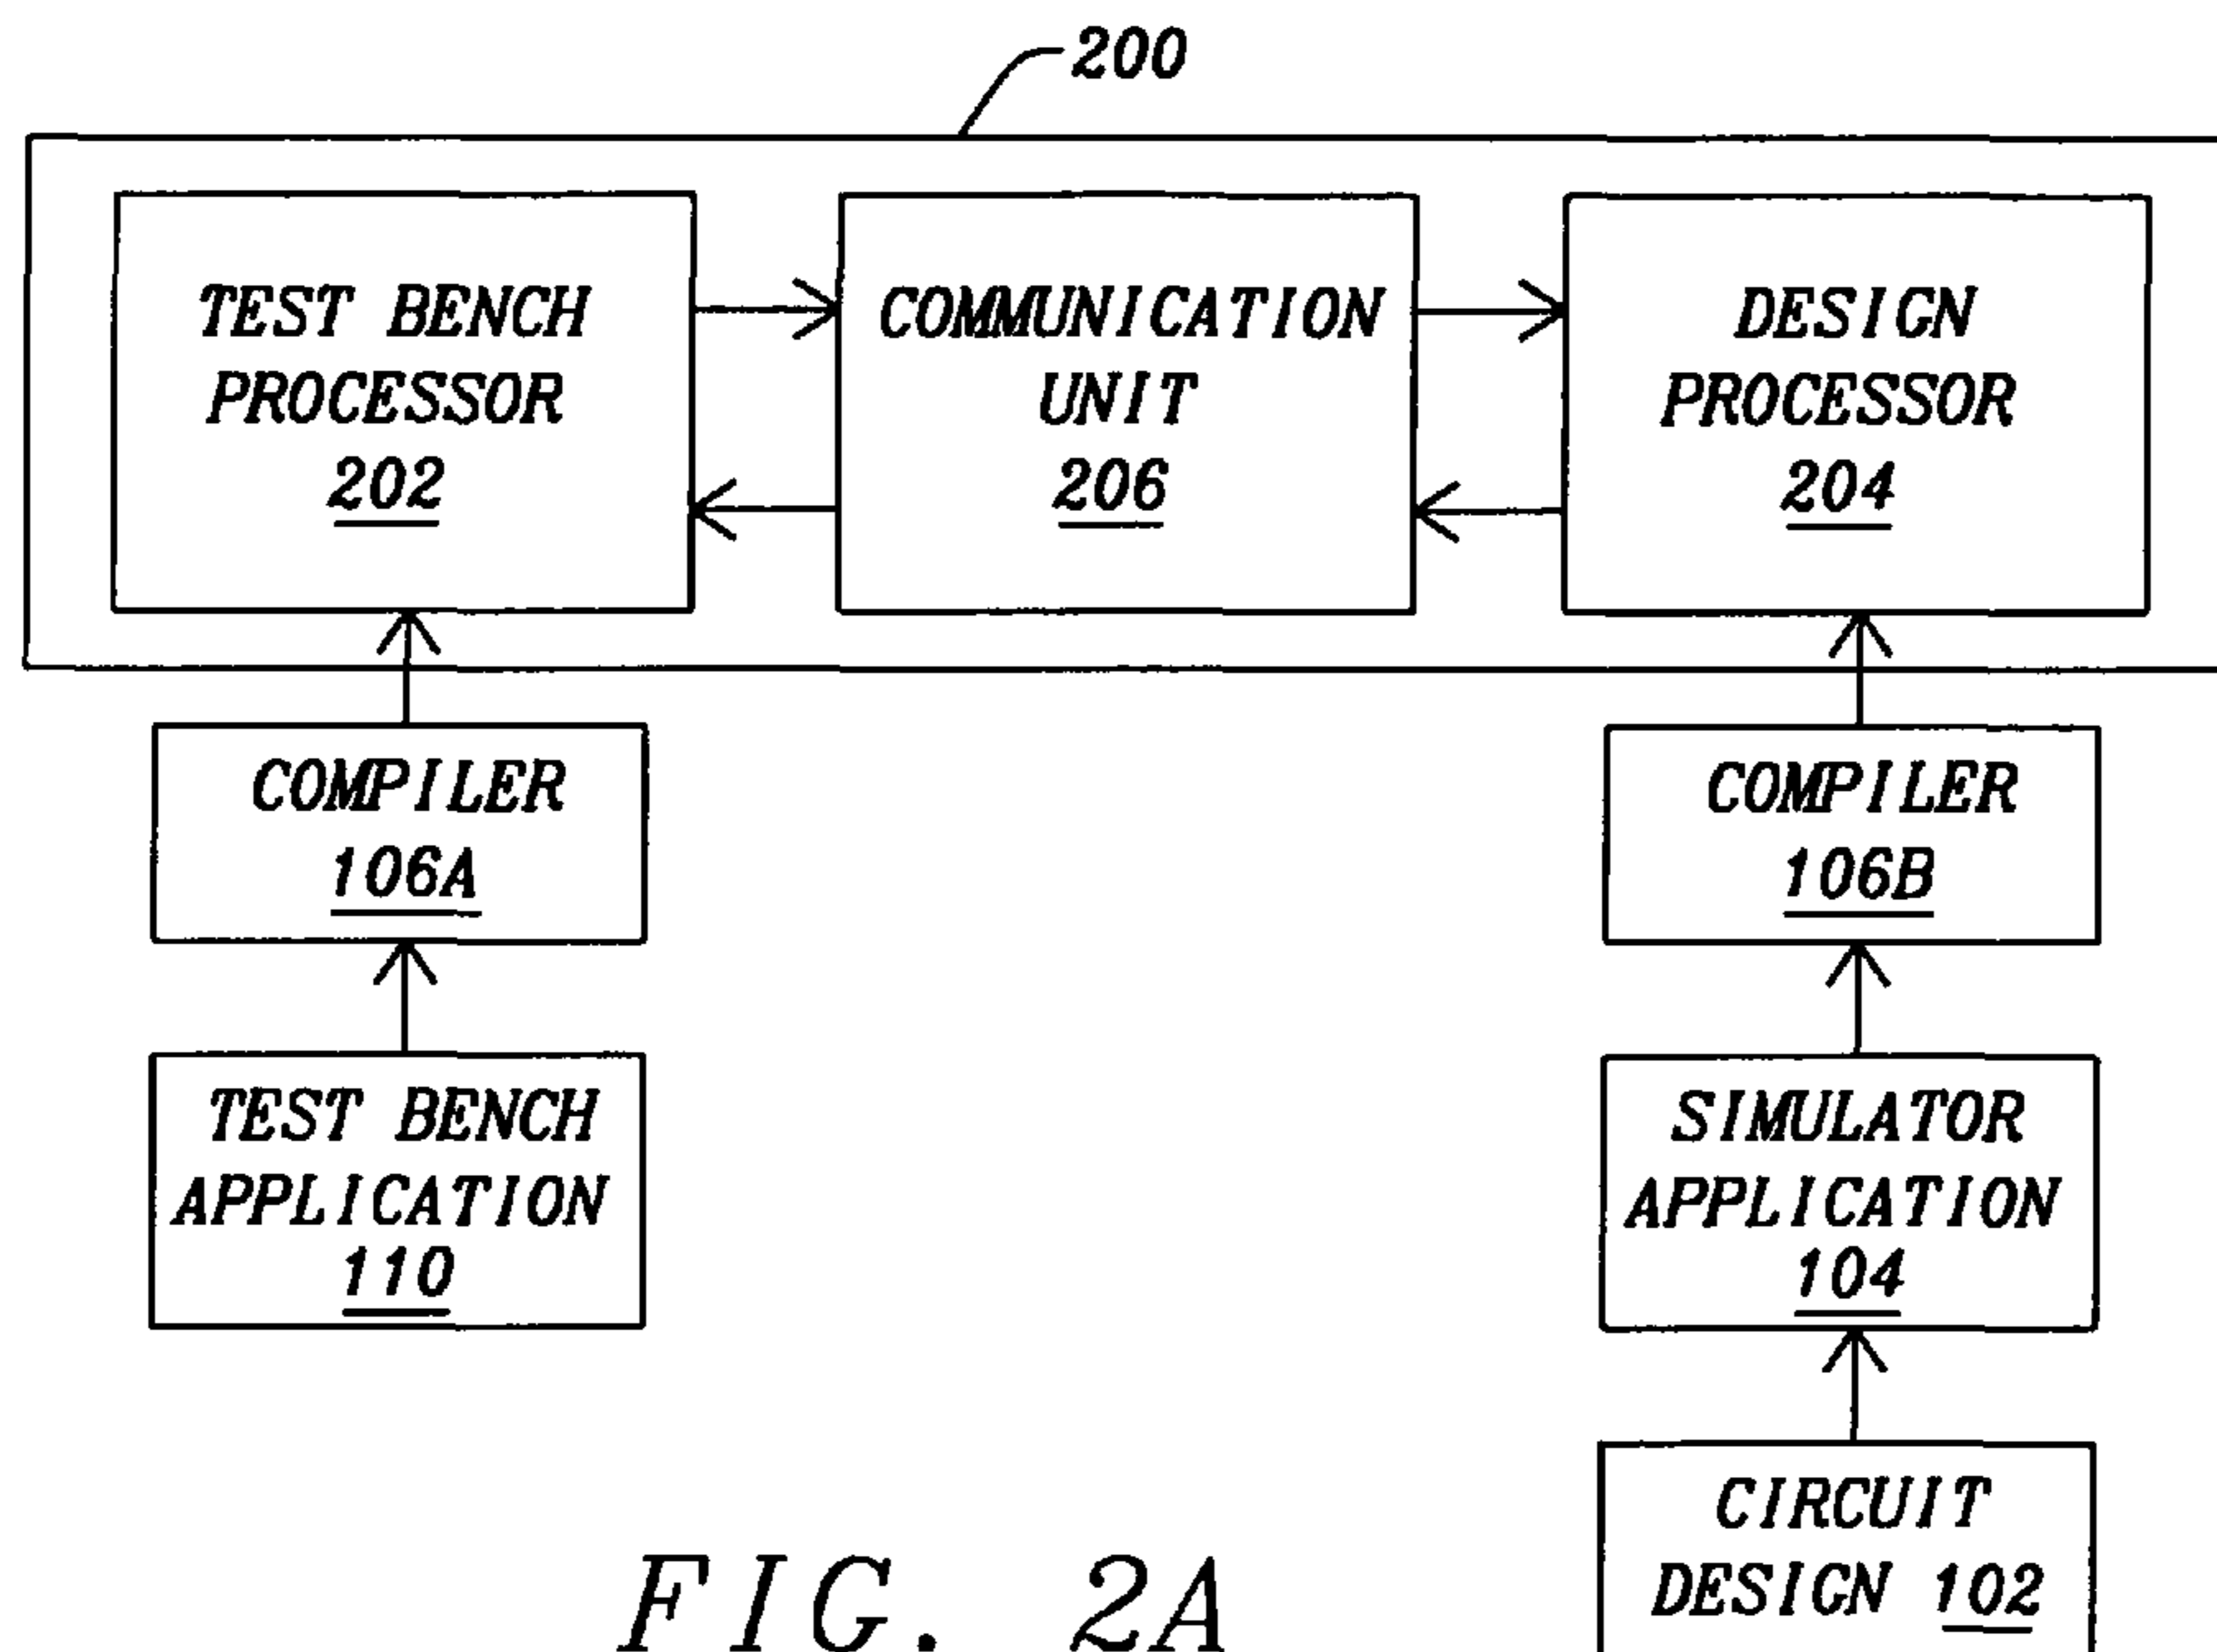 200
TEST BENCH
PROCESSOR
202
COMMUNICATION
UNIT
206
DESIGN
PROCESSOR
204
COMPILER
106A
COMPILER
106B
TEST BENCH
APPLICATION
110
SIMULATOR
APPLICATION
104
CIRCUIT
DESIGN 102
FIG. 2A